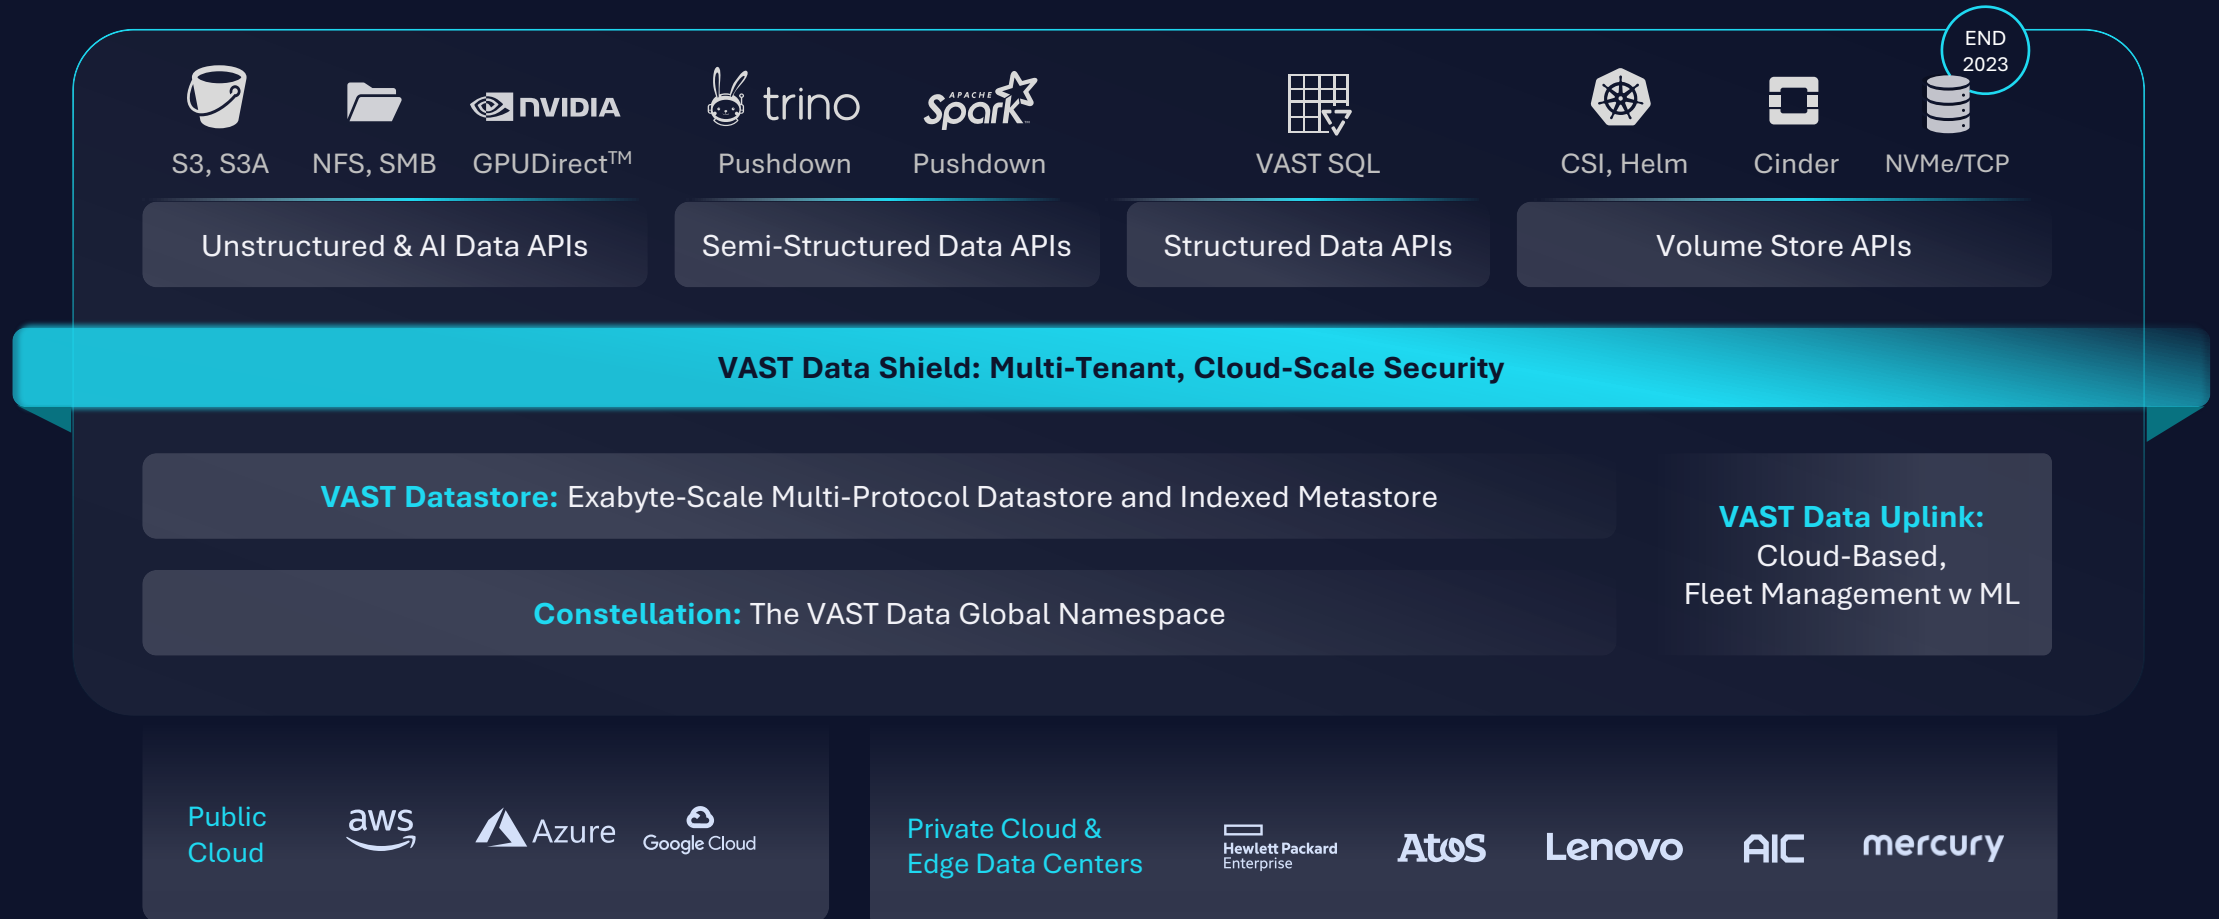 END
2023
NVIDIA
trino
APACHE
Spark
S3, S3A
NFS, SMB
GPUDirect™
Pushdown
Pushdown
VAST SQL
CSI, Helm
Cinder
NVMe/TCP
Unstructured & AI Data APIs
Semi-Structured Data APIs
Structured Data APIs
Volume Store APIs
VAST Data Shield: Multi-Tenant, Cloud-Scale Security
VAST Datastore: Exabyte-Scale Multi-Protocol Datastore and Indexed Metastore
Constellation: The VAST Data Global Namespace
VAST Data Uplink:
Cloud-Based,
Fleet Management w ML
Public
Cloud
aws
Azure
Google Cloud
Private Cloud &
Edge Data Centers
Hewlett Packard
Enterprise
Atos
Lenovo
AIC
mercury